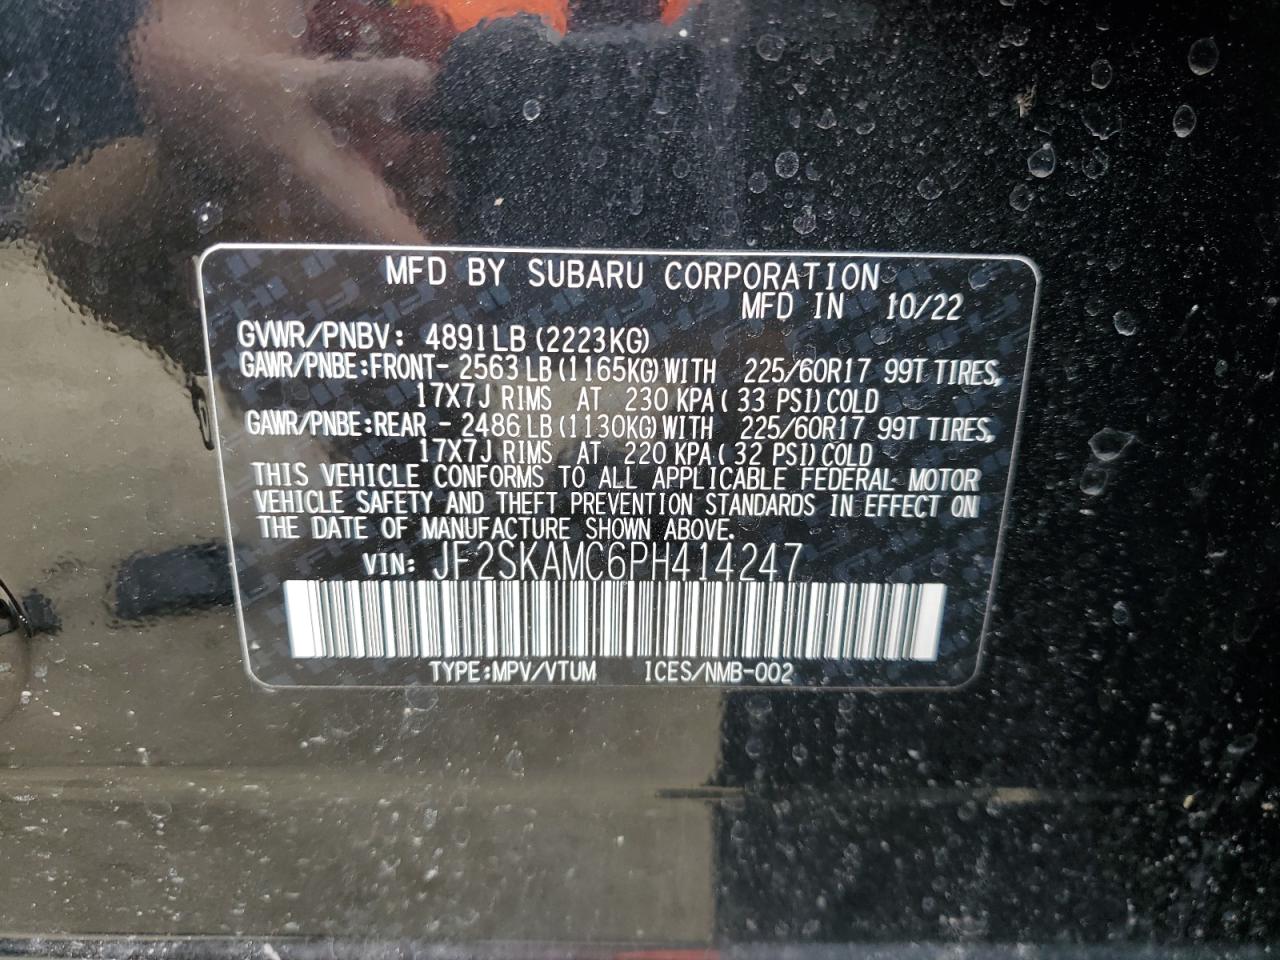 MFD BY SUBARU CORPORATION
MFD IN 10/22
GVWR/PNBV: 4891LB (2223KG)
GAWR/PNBE:FRONT- 2563LB (1165KG) WITH 225/60R17 99T TIRES,
17X7J RIMS AT 230 KPA ( 33 PSI) COLD
GAWR/PNBE:REAR - 2486LB (1130KG) WITH 225/60R17 99T TIRES,
17X7J RIMS AT 220 KPA ( 32 PSI) COLD
THIS VEHICLE CONFORMS TO ALL APPLICABLE FEDERAL MOTOR
VEHICLE SAFETY AND THEFT PREVENTION STANDARDS IN EFFECT ON
THE DATE OF MANUFACTURE SHOWN ABOVE.
VIN: JF2SKAMC6PH414247
TYPE:MPV/VTUM ICES/NMB-002